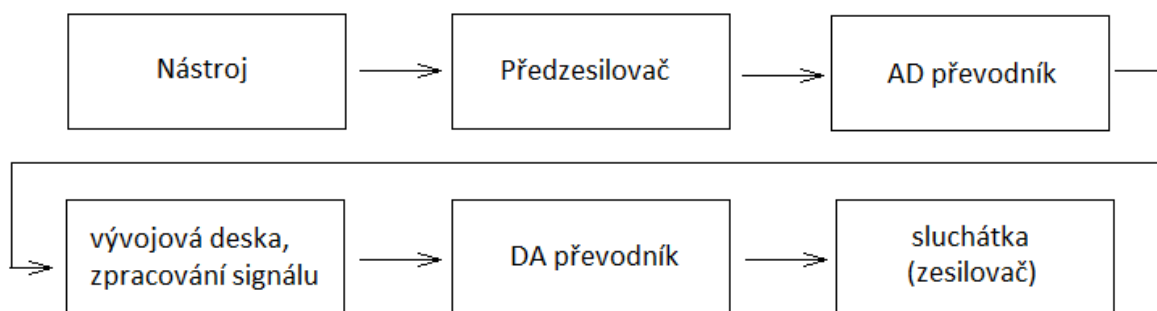 Nástroj
Předzesilovač
AD převodník
vývojová deska,
zpracování signálu
DA převodník
sluchátka
(zesilovač)